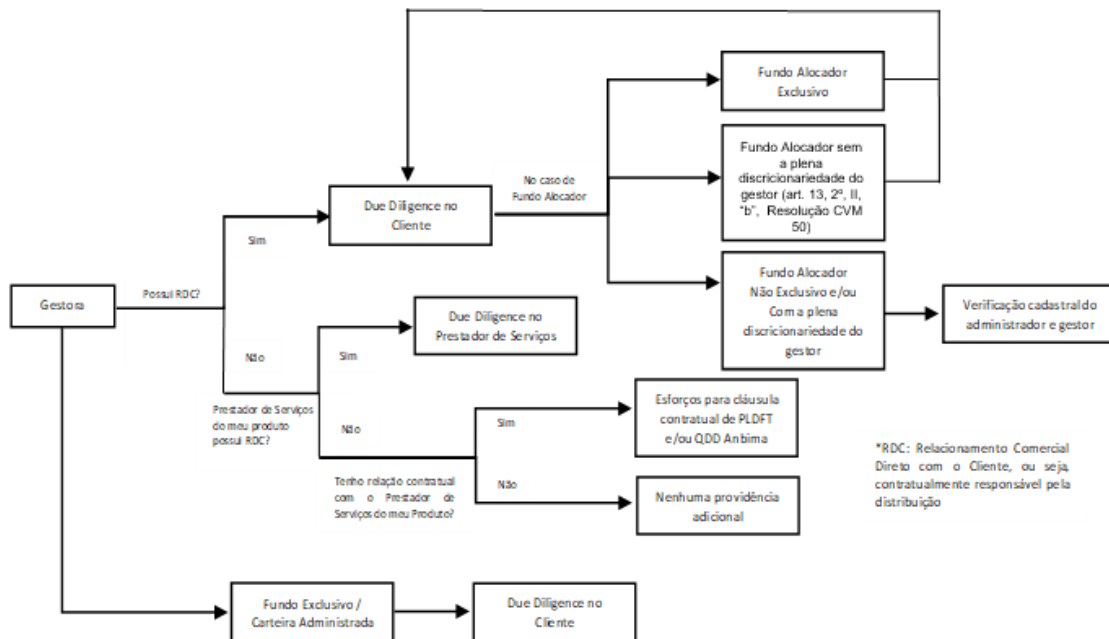 Fundo Alocador
Exclusivo
Fundo Alocador sem
a plena
discricionariedade do
gestor (art. 13, 2º, II,
"b", Resolução CVM
50)
No caso de
Fundo Alocador
Due Diligence no
Cliente
Sim
Fundo Alocador
Não Exclusivo e/ou
Com a plena
discricionariedade do
gestor
Verificação cadastral do
administrador e gestor
Gestora
Possui RDC?
Due Diligence no
Prestador de Serviços
Não
Sim
Prestador de Serviços
do meu produto
possui RDC?
Não
Sim
Esforços para cláusula
contratual de PLDFT
e/ou QDD Anbima
*RDC: Relacionamento Comercial
Direto com o Cliente, ou seja,
contratualmente responsável pela
distribuição
Tenho relação contratual
com o Prestador de
Serviços do meu Produto?
Não
Nenhuma providência
adicional
Fundo Exclusivo /
Carteira Administrada
Due Diligence no
Cliente